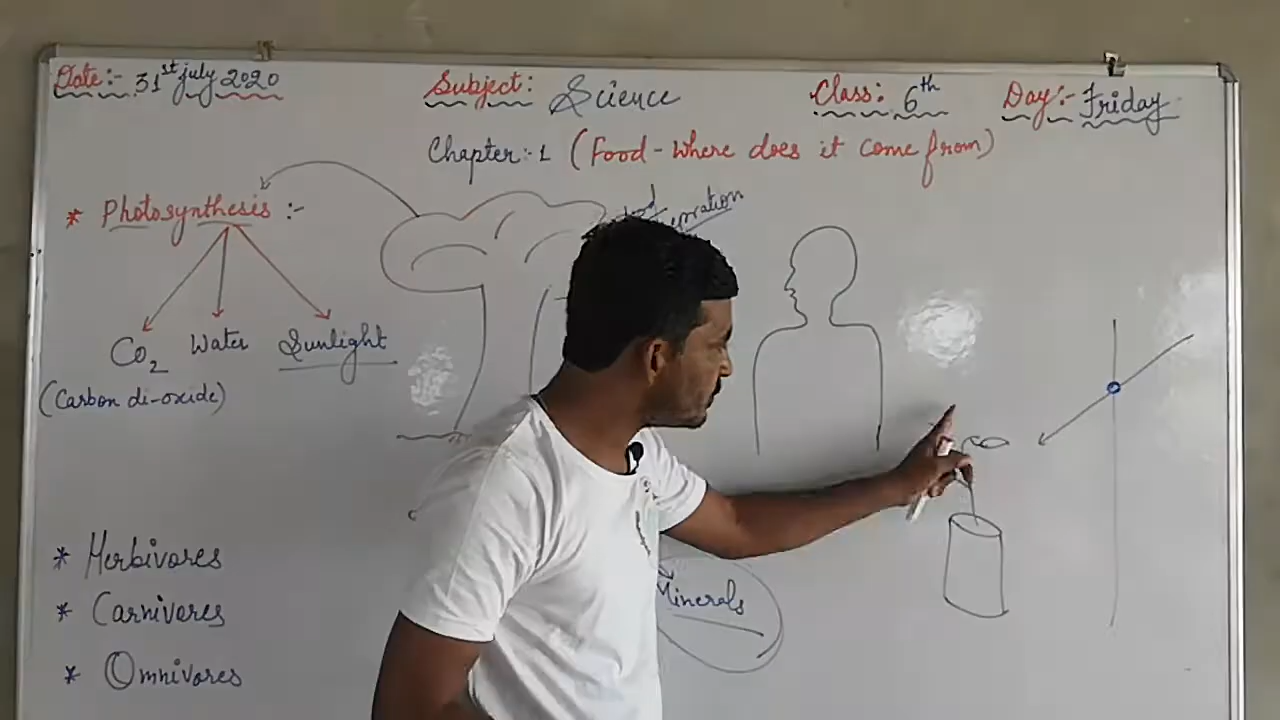 Date:- 31st july 2020
Subject: Science
Class: 6th
Day:- Friday
Chapter:-1 (Food - Where does it come from)
* Photosynthesis :-
CO2 Water Sunlight
(Carbon di-oxide)
* Herbivores
* Carnivores
* Omnivores
Minerals